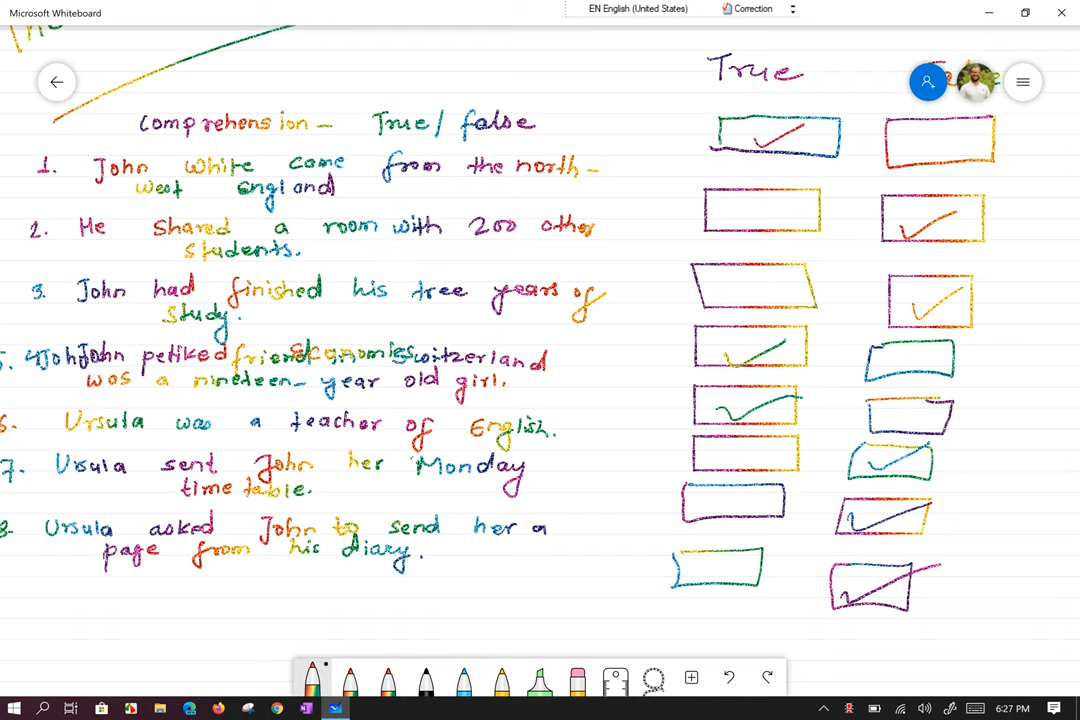 Microsoft Whiteboard
EN English (United States)
Correction
True
Comprehension - True/ false
1. John White came from the north-
west England
2. He shared a room with 200 other
students.
3. John had finished his tree years of
study.
John
friend
Switzerland
was a nineteen-year old girl.
6. Ursula was a teacher of English.
7. Ursula sent John her Monday
time table.
8. Ursula asked John to send her a
page from his diary.
6:27 PM